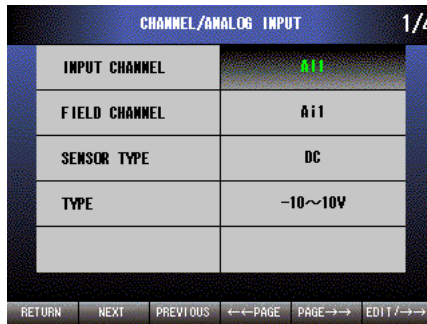 CHANNEL/ANALOG INPUT 1/4
INPUT CHANNEL AI1
FIELD CHANNEL Ai1
SENSOR TYPE DC
TYPE -10~10V
RETURN NEXT PREVIOUS ←←PAGE PAGE→→ EDIT/→→